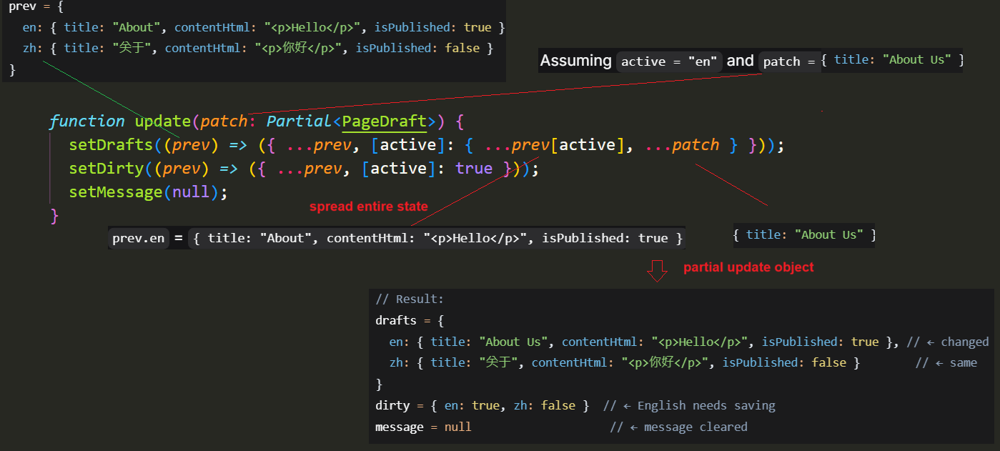 prev = {
en: { title: "About", contentHtml: "<p>Hello</p>", isPublished: true }
zh: { title: "关于", contentHtml: "<p>你好</p>", isPublished: false }
}
Assuming active = "en" and patch = { title: "About Us" }
function update(patch: Partial<PageDraft>) {
setDrafts((prev) => ({ ...prev, [active]: { ...prev[active], ...patch } }));
setDirty((prev) => ({ ...prev, [active]: true }));
setMessage(null);
}
spread entire state
prev.en = { title: "About", contentHtml: "<p>Hello</p>", isPublished: true }
{ title: "About Us" }
partial update object
// Result:
drafts = {
en: { title: "About Us", contentHtml: "<p>Hello</p>", isPublished: true }, // ← changed
zh: { title: "关于", contentHtml: "<p>你好</p>", isPublished: false } // ← same
}
dirty = { en: true, zh: false } // ← English needs saving
message = null // ← message cleared